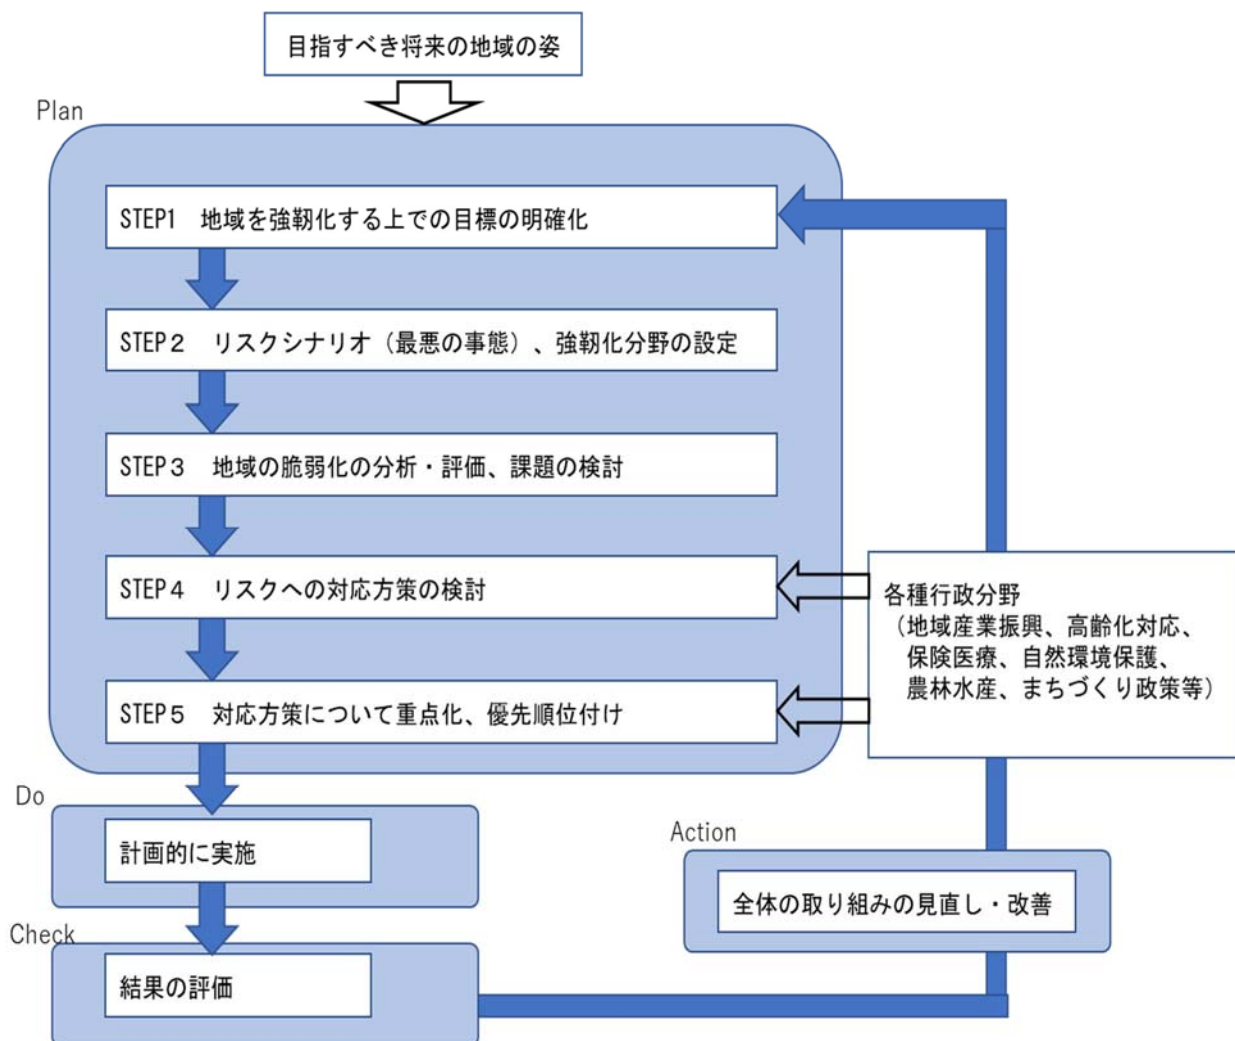 目指すべき将来の地域の姿
Plan
STEP1　地域を強靭化する上での目標の明確化
STEP２　リスクシナリオ（最悪の事態）、強靭化分野の設定
STEP３　地域の脆弱化の分析・評価、課題の検討
STEP４　リスクへの対応方策の検討
STEP５　対応方策について重点化、優先順位付け
各種行政分野
（地域産業振興、高齢化対応、
保険医療、自然環境保護、
農林水産、まちづくり政策等）
Do
計画的に実施
Action
全体の取り組みの見直し・改善
Check
結果の評価